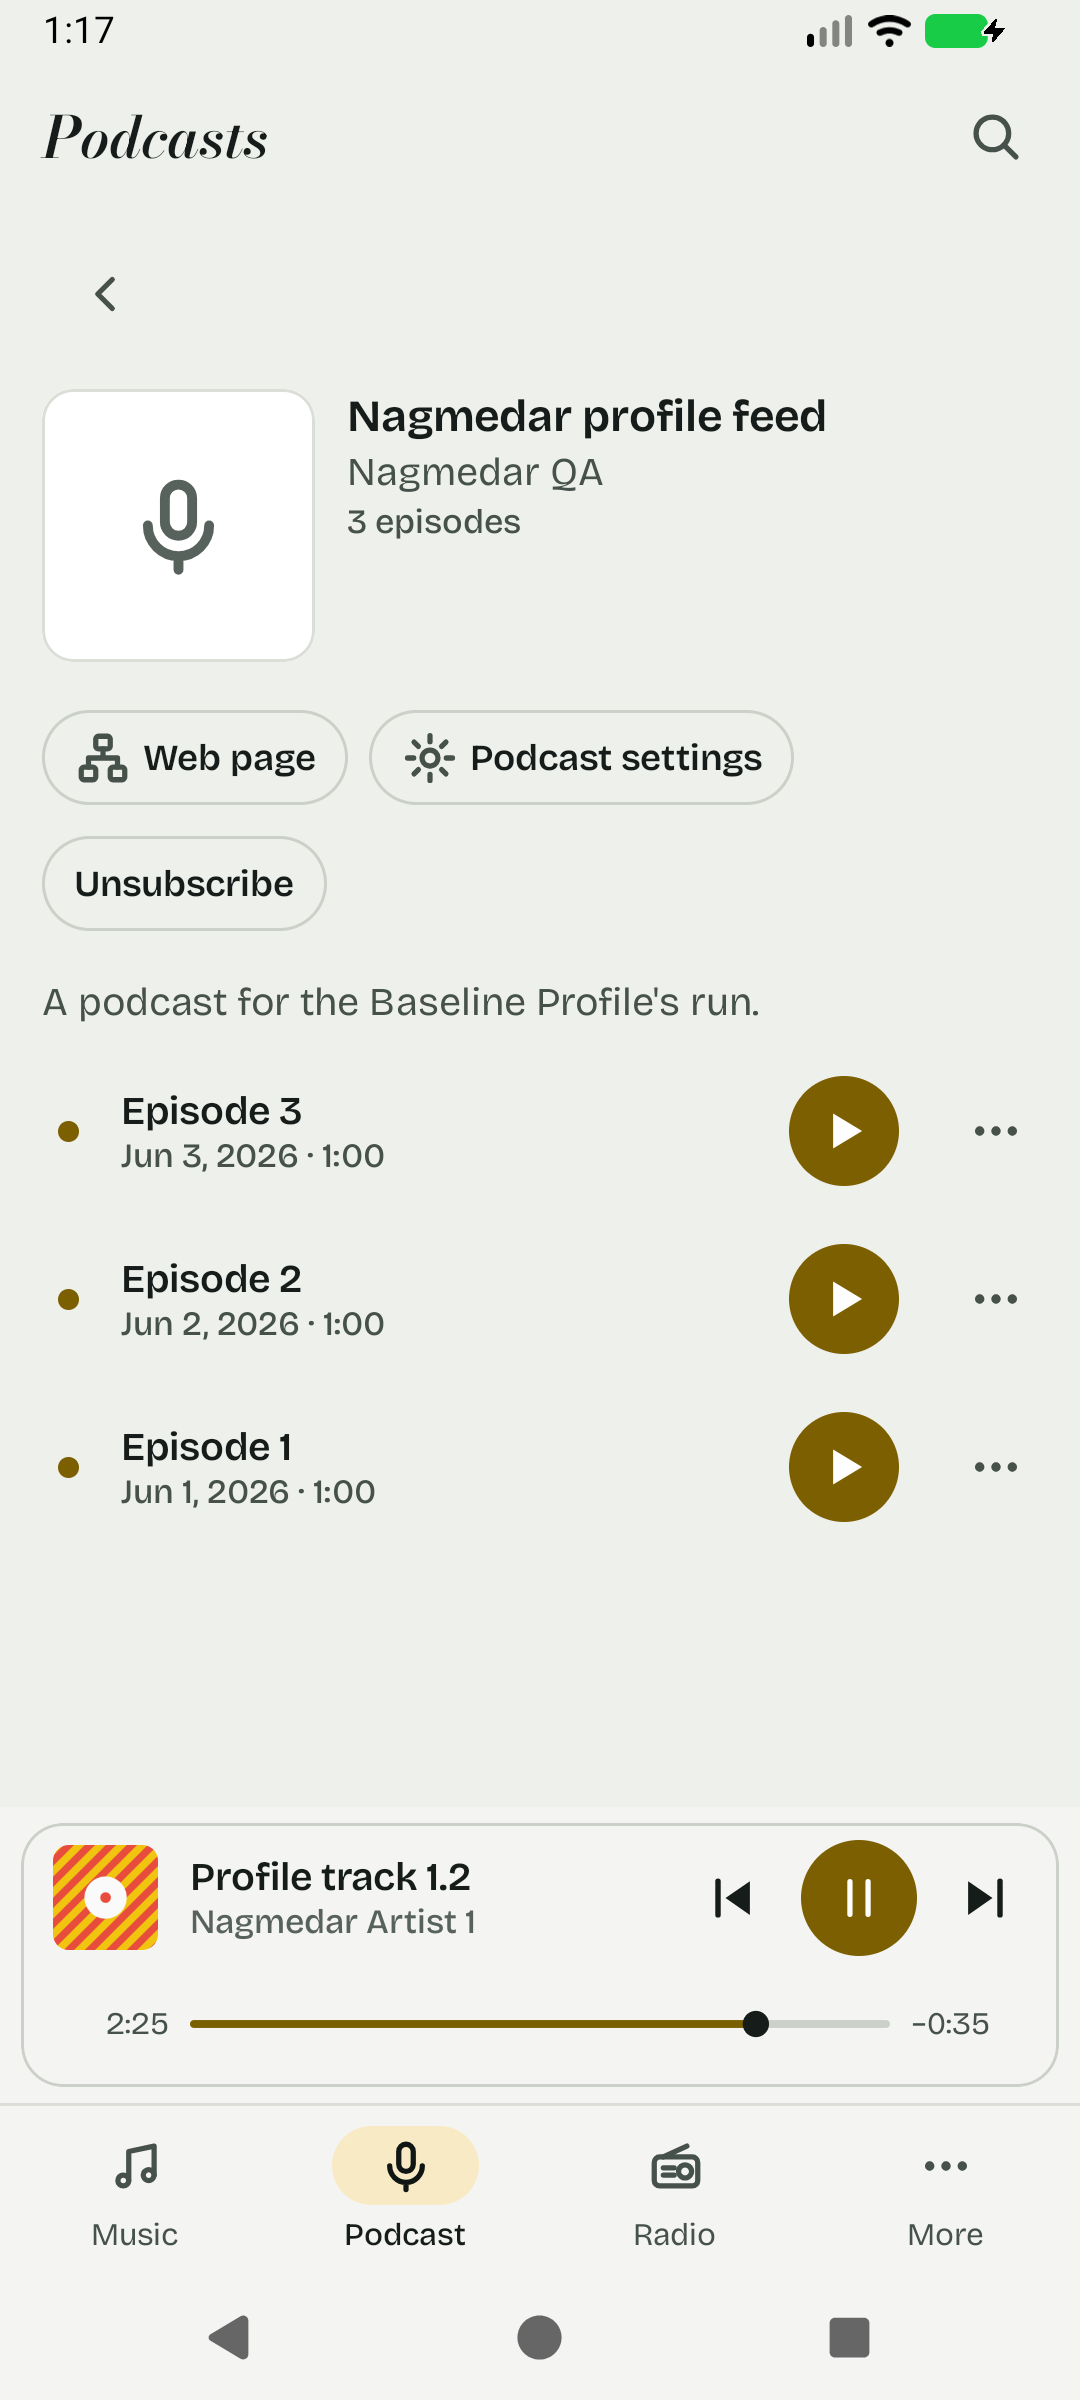 1:17
Podcasts
Nagmedar profile feed
Nagmedar QA
3 episodes
Web page
Podcast settings
Unsubscribe
A podcast for the Baseline Profile's run.
Episode 3
Jun 3, 2026 · 1:00
Episode 2
Jun 2, 2026 · 1:00
Episode 1
Jun 1, 2026 · 1:00
Profile track 1.2
Nagmedar Artist 1
2:25
−0:35
Music
Podcast
Radio
More